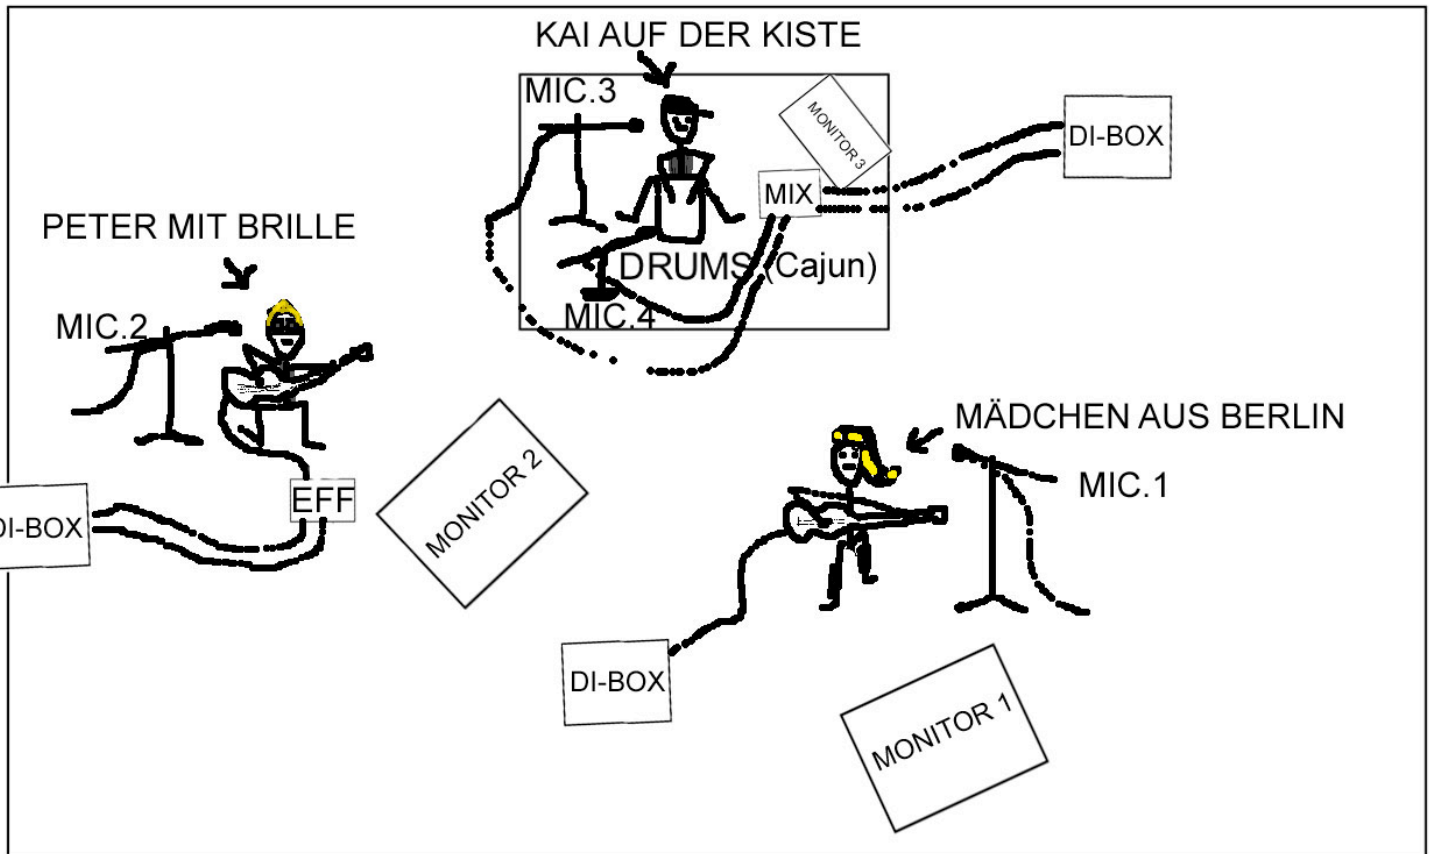 KAI AUF DER KISTE
MIC.3
MONITOR 3
DI-BOX
MIX
PETER MIT BRILLE
DRUMS (Cajun)
MIC.4
MIC.2
MÄDCHEN AUS BERLIN
MONITOR 2
MIC.1
EFF
DI-BOX
DI-BOX
MONITOR 1